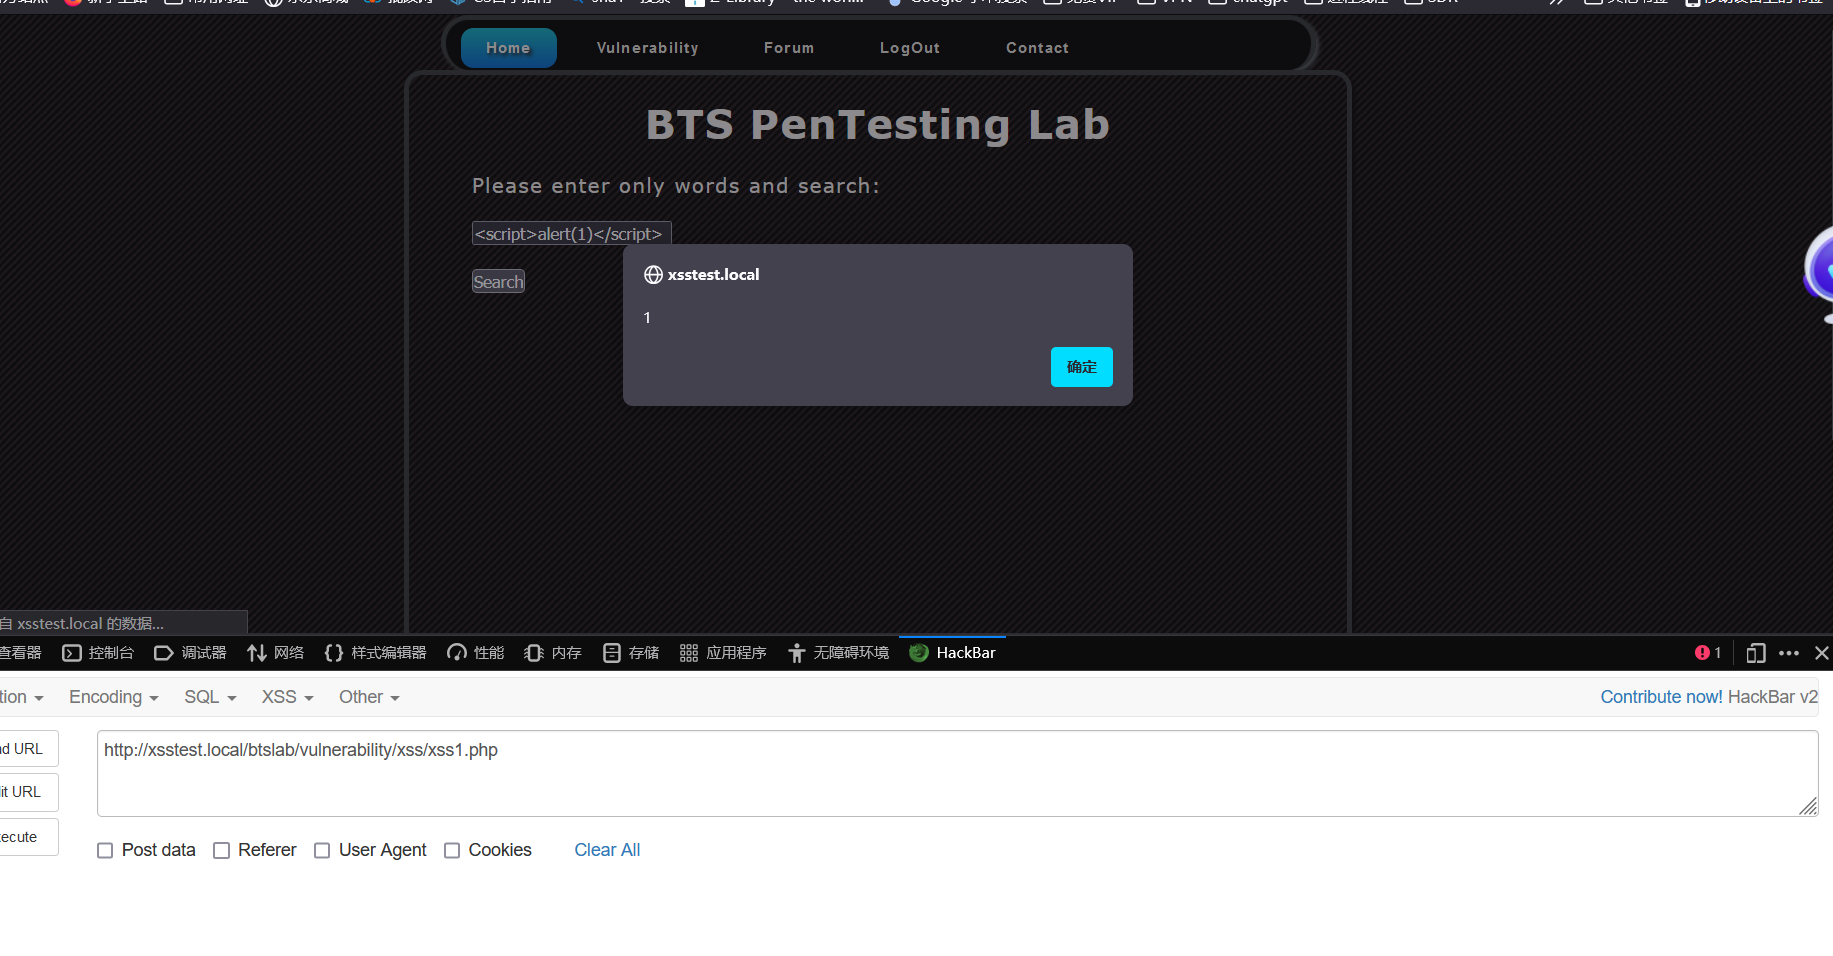 Home Vulnerability Forum LogOut Contact
BTS PenTesting Lab
Please enter only words and search:
<script>alert(1)</script>
Search
xsstest.local
1
确定
自 xsstest.local 的数据...
查看器 控制台 调试器 网络 样式编辑器 性能 内存 存储 应用程序 无障碍环境 HackBar 1
Encoding SQL XSS Other Contribute now! HackBar v2
URL
http://xsstest.local/btslab/vulnerability/xss/xss1.php
URL
Post data Referer User Agent Cookies Clear All